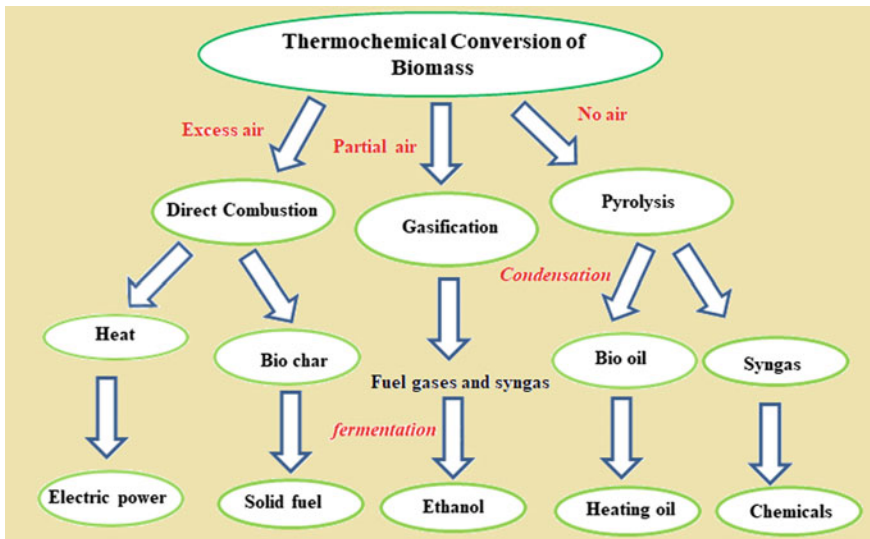 Thermochemical Conversion of
Biomass
Excess air
Partial air
No air
Direct Combustion
Gasification
Pyrolysis
Condensation
Heat
Bio char
Fuel gases and syngas
Bio oil
Syngas
fermentation
Electric power
Solid fuel
Ethanol
Heating oil
Chemicals